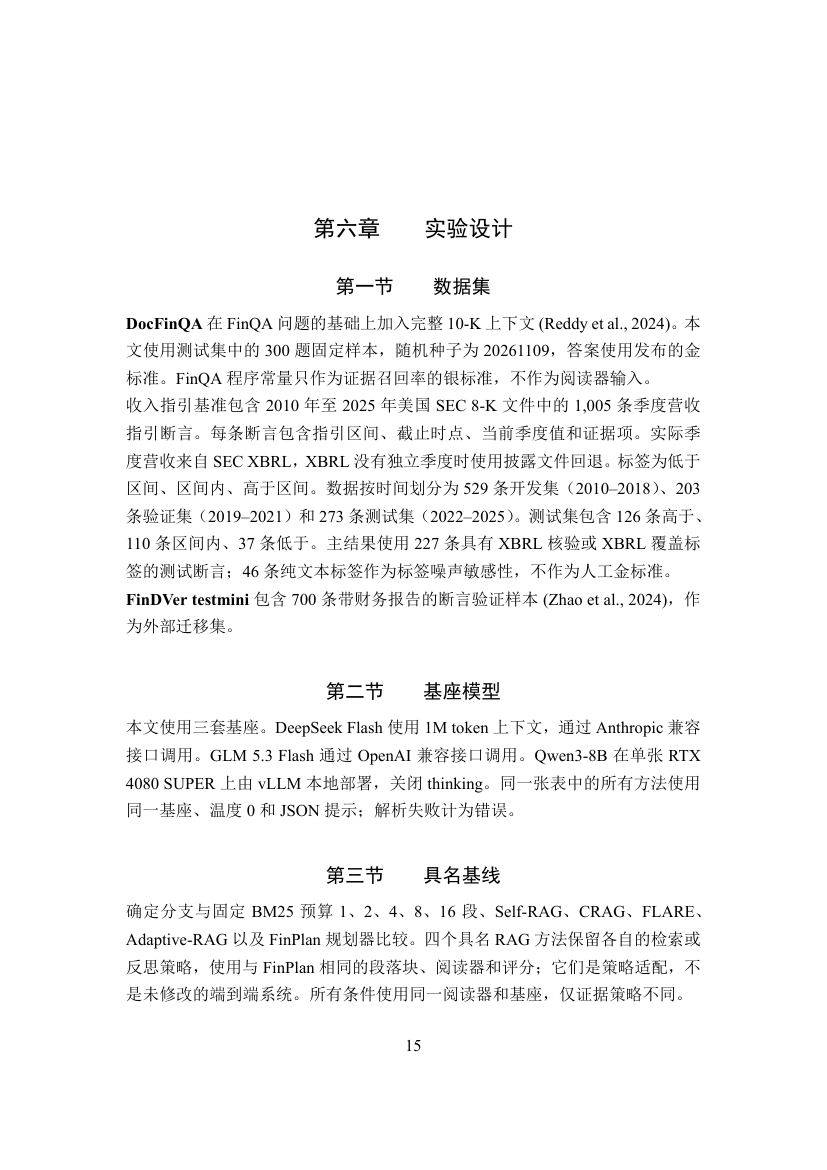 第六章 实验设计
第一节 数据集
DocFinQA 在 FinQA 问题的基础上加入完整 10-K 上下文 (Reddy et al., 2024)。本
文使用测试集中的 300 题固定样本，随机种子为 20261109，答案使用发布的金
标准。FinQA 程序常量只作为证据召回率的银标准，不作为阅读器输入。
收入指引基准包含 2010 年至 2025 年美国 SEC 8-K 文件中的 1,005 条季度营收
指引断言。每条断言包含指引区间、截止时点、当前季度值和证据项。实际季
度营收来自 SEC XBRL，XBRL 没有独立季度时使用披露文件回退。标签为低于
区间、区间内、高于区间。数据按时间划分为 529 条开发集（2010–2018）、203
条验证集（2019–2021）和 273 条测试集（2022–2025）。测试集包含 126 条高于、
110 条区间内、37 条低于。主结果使用 227 条具有 XBRL 核验或 XBRL 覆盖标
签的测试断言；46 条纯文本标签作为标签噪声敏感性，不作为人工金标准。
FinDVer testmini 包含 700 条带财务报告的断言验证样本 (Zhao et al., 2024)，作
为外部迁移集。
第二节 基座模型
本文使用三套基座。DeepSeek Flash 使用 1M token 上下文，通过 Anthropic 兼容
接口调用。GLM 5.3 Flash 通过 OpenAI 兼容接口调用。Qwen3-8B 在单张 RTX
4080 SUPER 上由 vLLM 本地部署，关闭 thinking。同一张表中的所有方法使用
同一基座、温度 0 和 JSON 提示；解析失败计为错误。
第三节 具名基线
确定分支与固定 BM25 预算 1、2、4、8、16 段、Self-RAG、CRAG、FLARE、
Adaptive-RAG 以及 FinPlan 规划器比较。四个具名 RAG 方法保留各自的检索或
反思策略，使用与 FinPlan 相同的段落块、阅读器和评分；它们是策略适配，不
是未修改的端到端系统。所有条件使用同一阅读器和基座，仅证据策略不同。
15